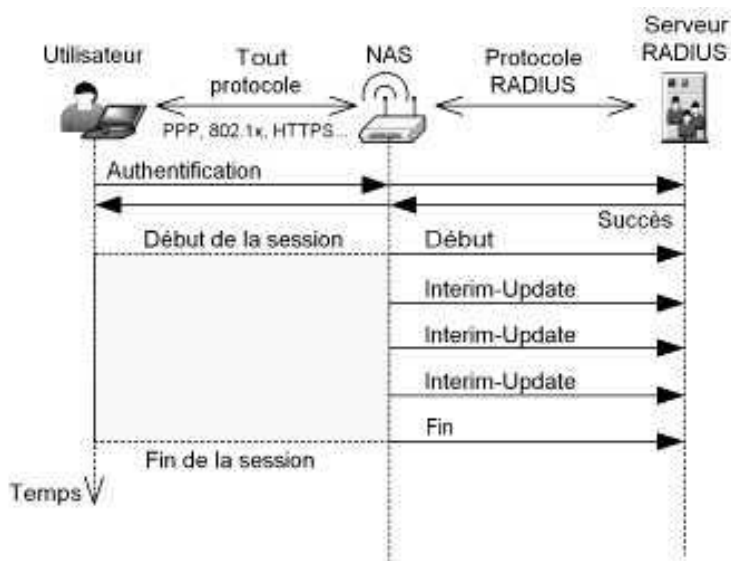 Serveur
RADIUS
Utilisateur
Tout
protocole
NAS
Protocole
RADIUS
PPP, 802.1x, HTTPS...
Authentification
Succès
Début de la session
Début
Interim-Update
Interim-Update
Interim-Update
Fin
Fin de la session
Temps